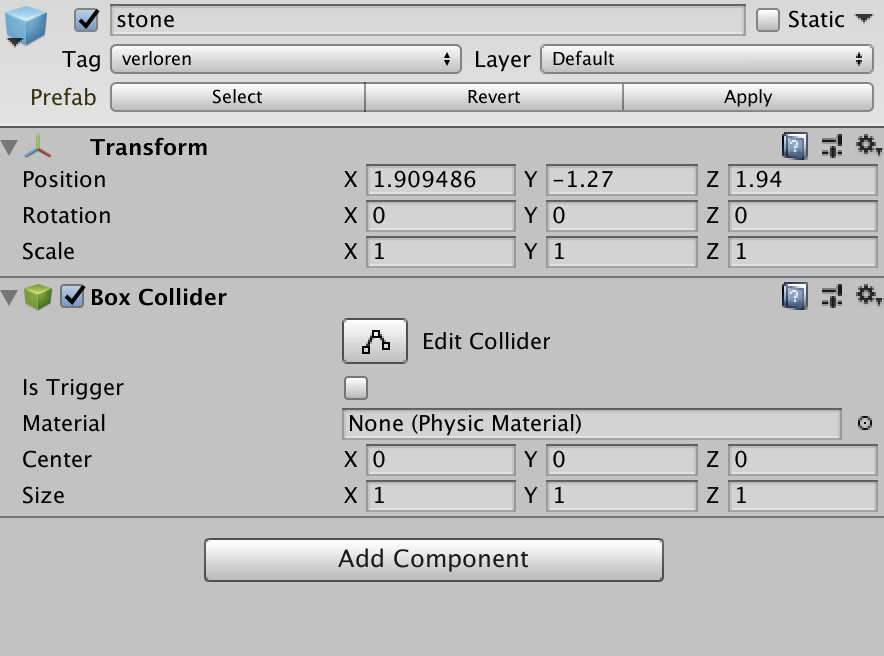 stone Static
Tag verloren Layer Default
Prefab Select Revert Apply
Transform
Position X 1.909486 Y -1.27 Z 1.94
Rotation X 0 Y 0 Z 0
Scale X 1 Y 1 Z 1
Box Collider
Edit Collider
Is Trigger
Material None (Physic Material)
Center X 0 Y 0 Z 0
Size X 1 Y 1 Z 1
Add Component